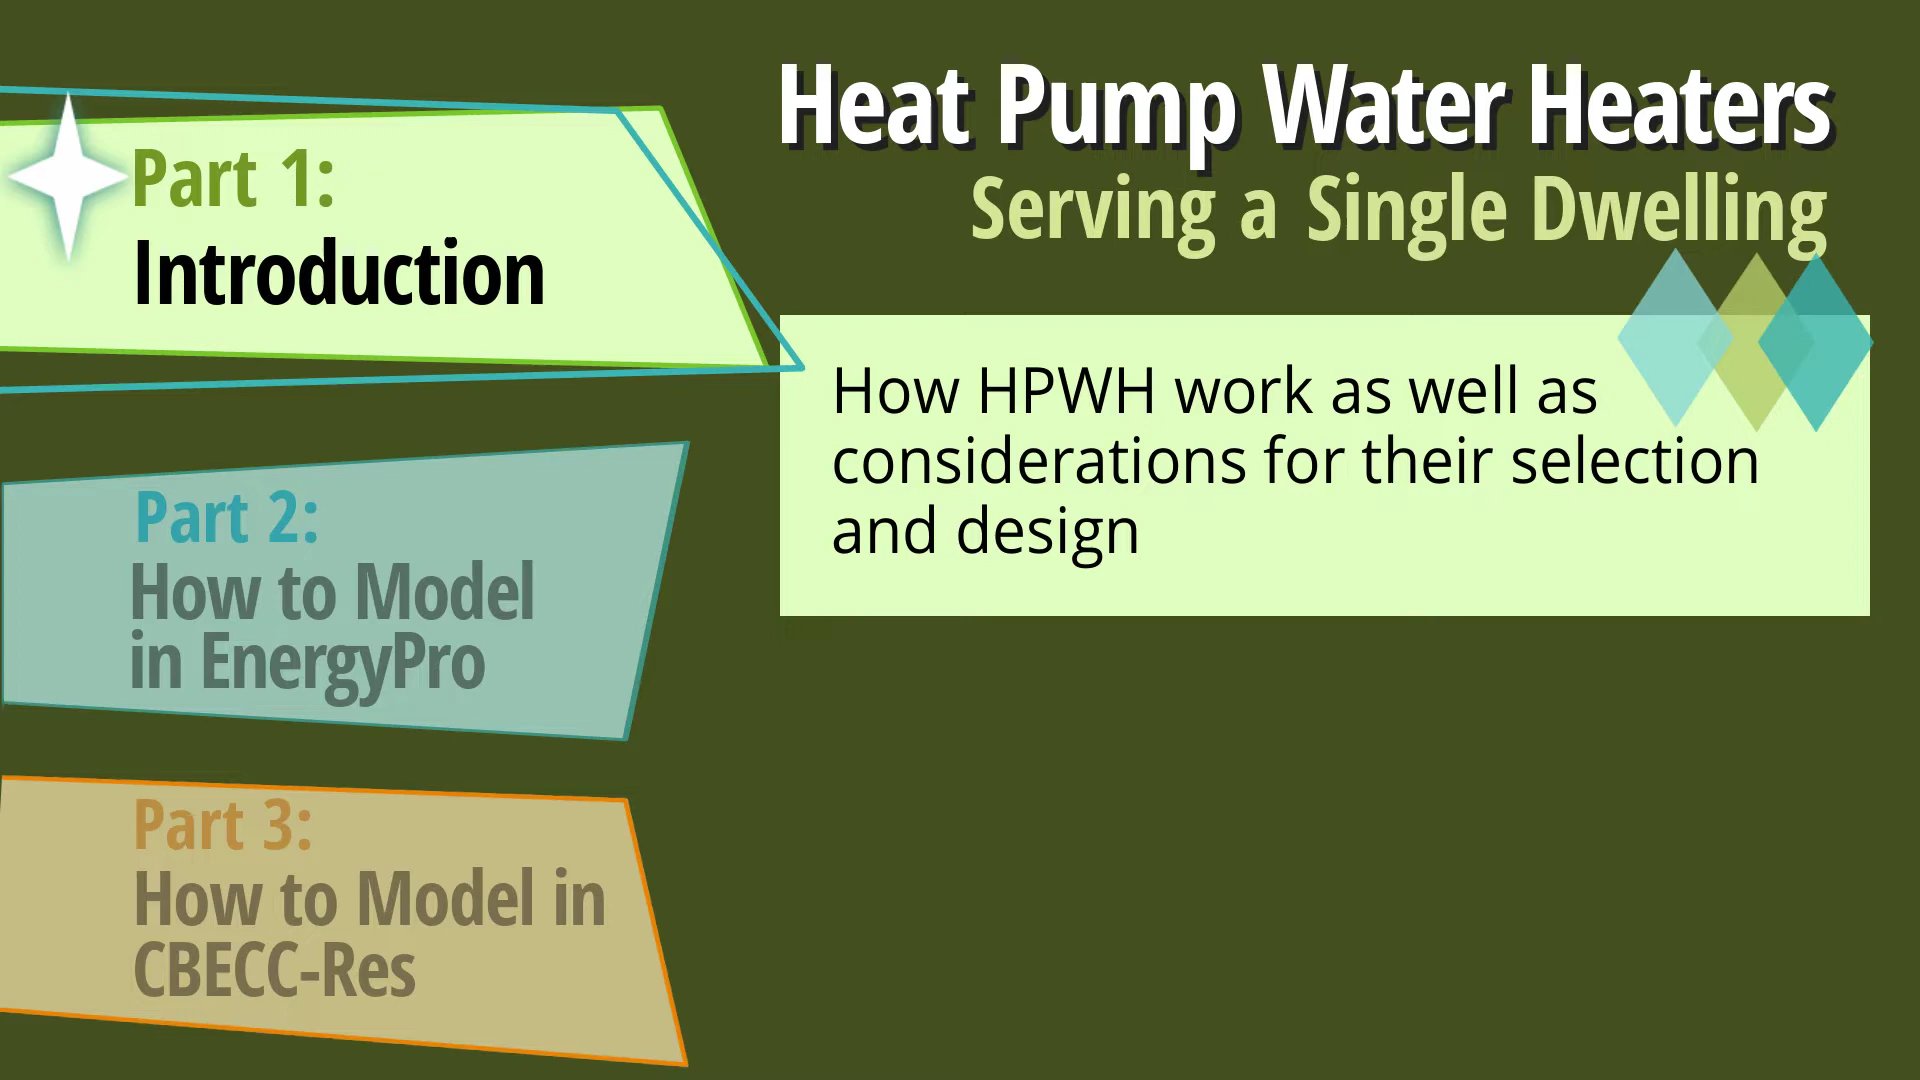 Heat Pump Water Heaters
Serving a Single Dwelling
Part 1:
Introduction
How HPWH work as well as
considerations for their selection
and design
Part 2:
How to Model
in EnergyPro
Part 3:
How to Model in
CBECC-Res